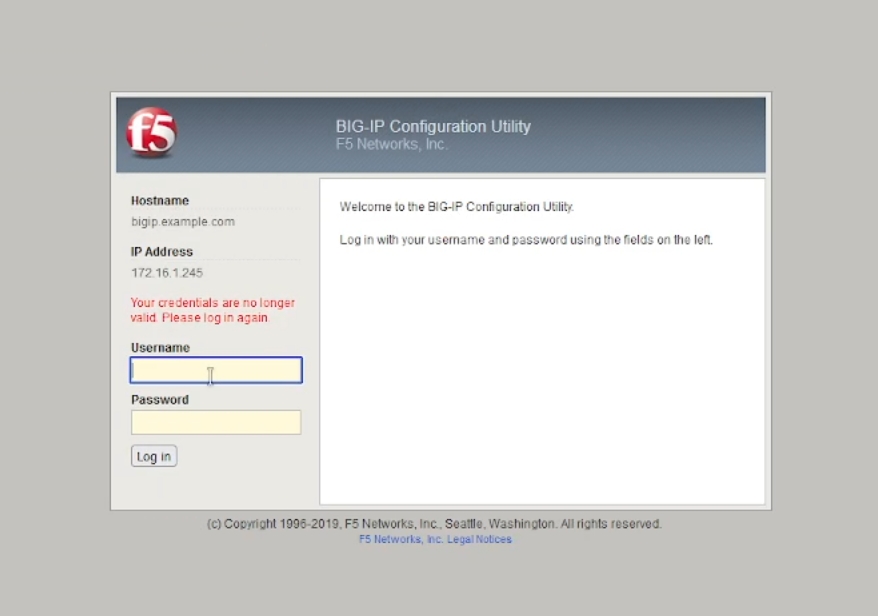 f5
BIG-IP Configuration Utility
F5 Networks, Inc.
Hostname
bigip.example.com
IP Address
172.16.1.245
Your credentials are no longer
valid. Please log in again.
Username
Password
Log in
Welcome to the BIG-IP Configuration Utility.
Log in with your username and password using the fields on the left.
(c) Copyright 1996-2019, F5 Networks, Inc., Seattle, Washington. All rights reserved.
F5 Networks, Inc. Legal Notices